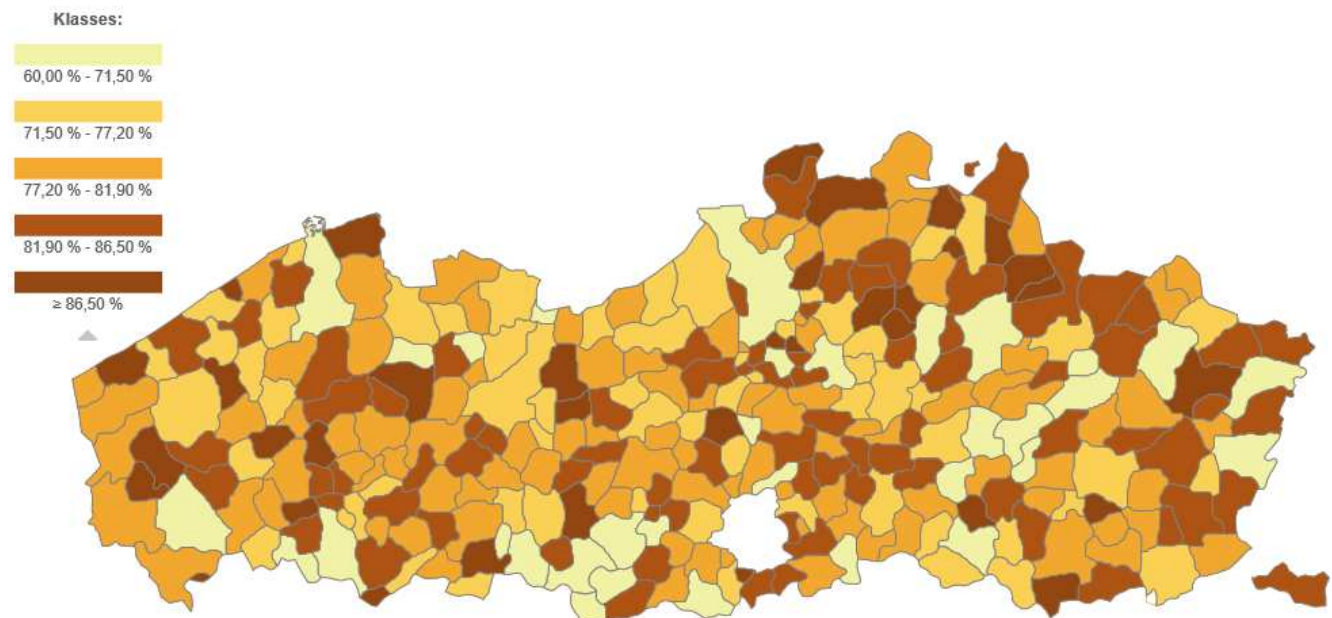 Klasses:
60,00 % - 71,50 %
71,50 % - 77,20 %
77,20 % - 81,90 %
81,90 % - 86,50 %
≥ 86,50 %